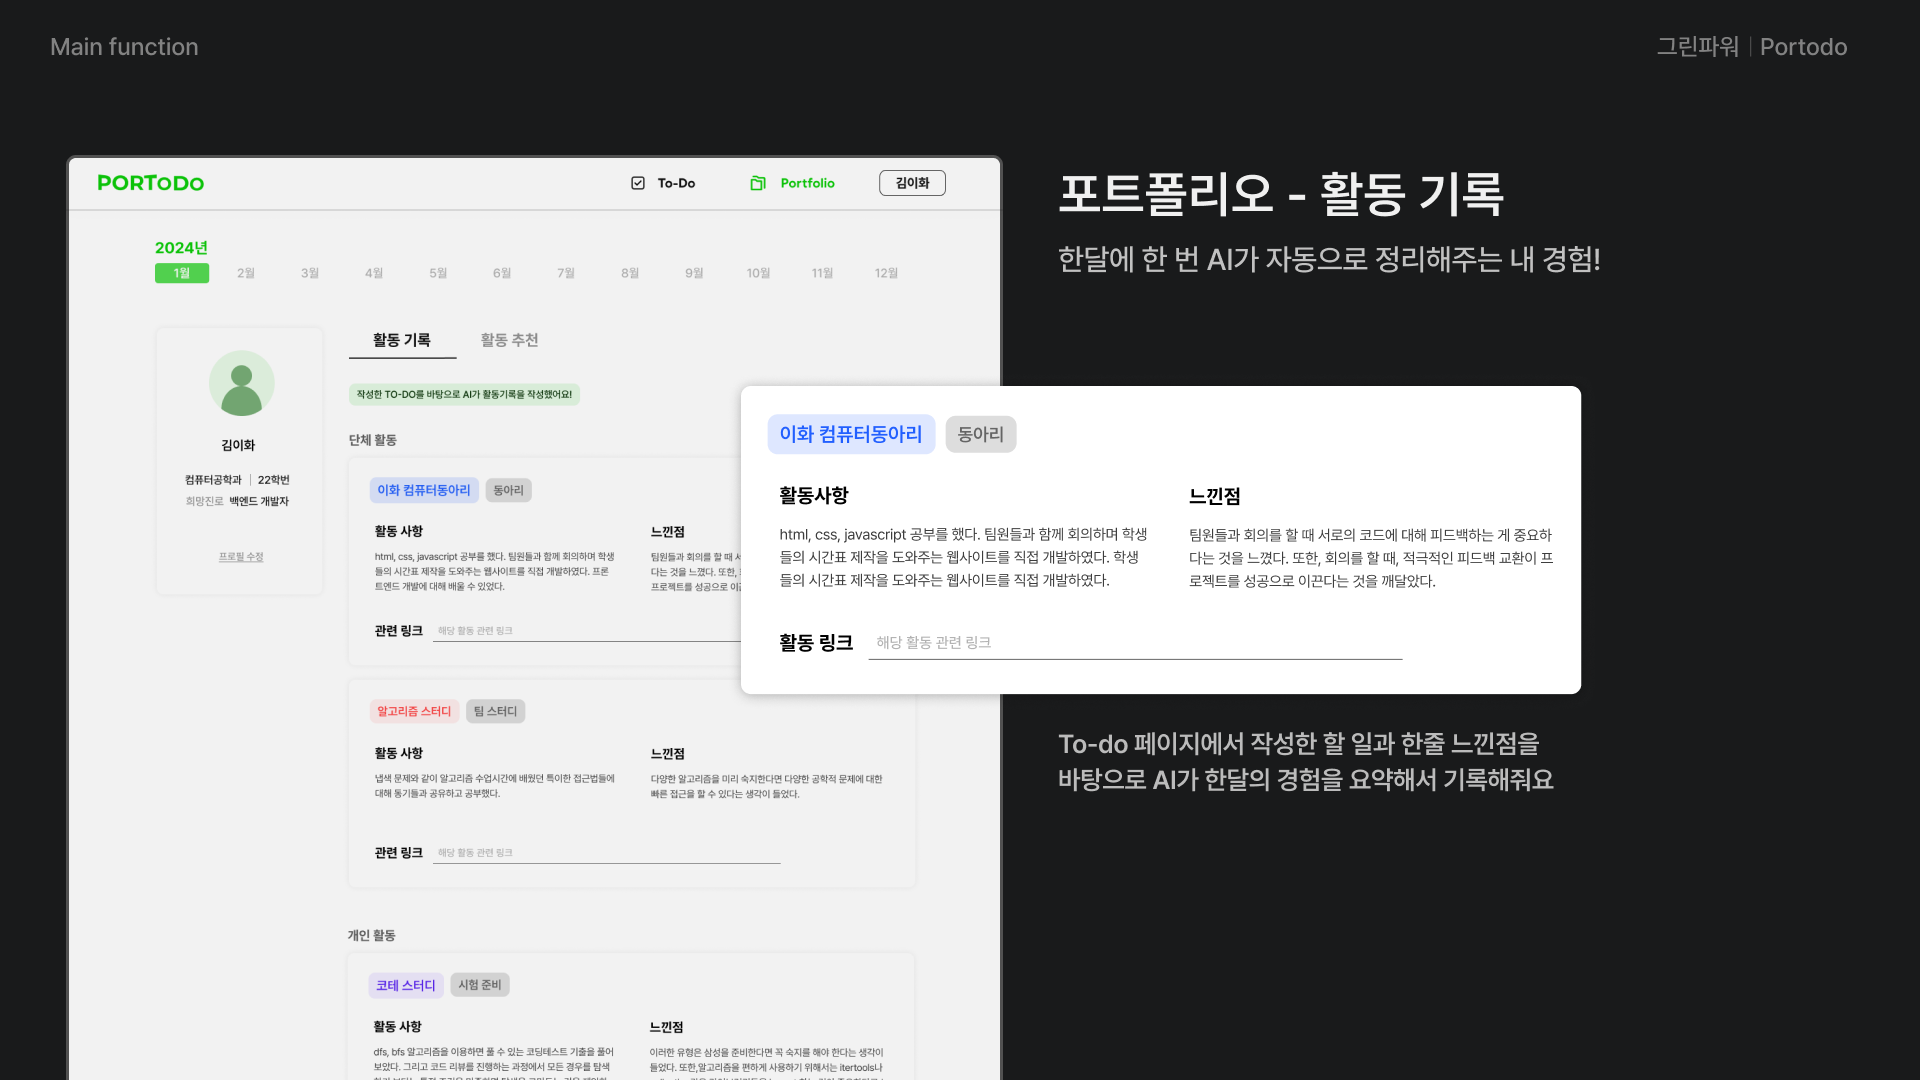 Main function
그린파워 | Portodo
PORToDo
To-Do
Portfolio
김이화
2024년
1월 2월 3월 4월 5월 6월 7월 8월 9월 10월 11월 12월
김이화
컴퓨터공학과 | 22학번
희망진로 백엔드 개발자
프로필 수정
활동 기록
활동 추천
작성한 TO-DO를 바탕으로 AI가 활동기록을 작성했어요!
단체 활동
이화 컴퓨터동아리
동아리
활동 사항
html, css, javascript 공부를 했다. 팀원들과 함께 회의하며 학생
들의 시간표 제작을 도와주는 웹사이트를 직접 개발하였다. 프론
트엔드 개발에 대해 배울 수 있었다.
느낀점
팀원들과 회의를 할 때
다는 것을 느꼈다. 또한,
프로젝트를 성공으로
관련 링크
해당 활동 관련 링크
알고리즘 스터디
팀 스터디
활동 사항
냅색 문제와 같이 알고리즘 수업시간에 배웠던 특이한 접근법들에
대해 동기들과 공유하고 공부했다.
느낀점
다양한 알고리즘을 미리 숙지한다면 다양한 공학적 문제에 대한
빠른 접근을 할 수 있다는 생각이 들었다.
관련 링크
해당 활동 관련 링크
개인 활동
코테 스터디
시험 준비
활동 사항
dfs, bfs 알고리즘을 이용하면 풀 수 있는 코딩테스트 기출을 풀어
보았다. 그리고 코드 리뷰를 진행하는 과정에서 모든 경우를 탐색
느낀점
이러한 유형은 삼성을 준비한다면 꼭 숙지를 해야 한다는 생각이
들었다. 또한,알고리즘을 편하게 사용하기 위해서는 itertools나
포트폴리오 - 활동 기록
한달에 한 번 AI가 자동으로 정리해주는 내 경험!
이화 컴퓨터동아리
동아리
활동사항
html, css, javascript 공부를 했다. 팀원들과 함께 회의하며 학생
들의 시간표 제작을 도와주는 웹사이트를 직접 개발하였다. 학생
들의 시간표 제작을 도와주는 웹사이트를 직접 개발하였다.
느낀점
팀원들과 회의를 할 때 서로의 코드에 대해 피드백하는 게 중요하
다는 것을 느꼈다. 또한, 회의를 할 때, 적극적인 피드백 교환이 프
로젝트를 성공으로 이끈다는 것을 깨달았다.
활동 링크
해당 활동 관련 링크
To-do 페이지에서 작성한 할 일과 한줄 느낀점을
바탕으로 AI가 한달의 경험을 요약해서 기록해줘요